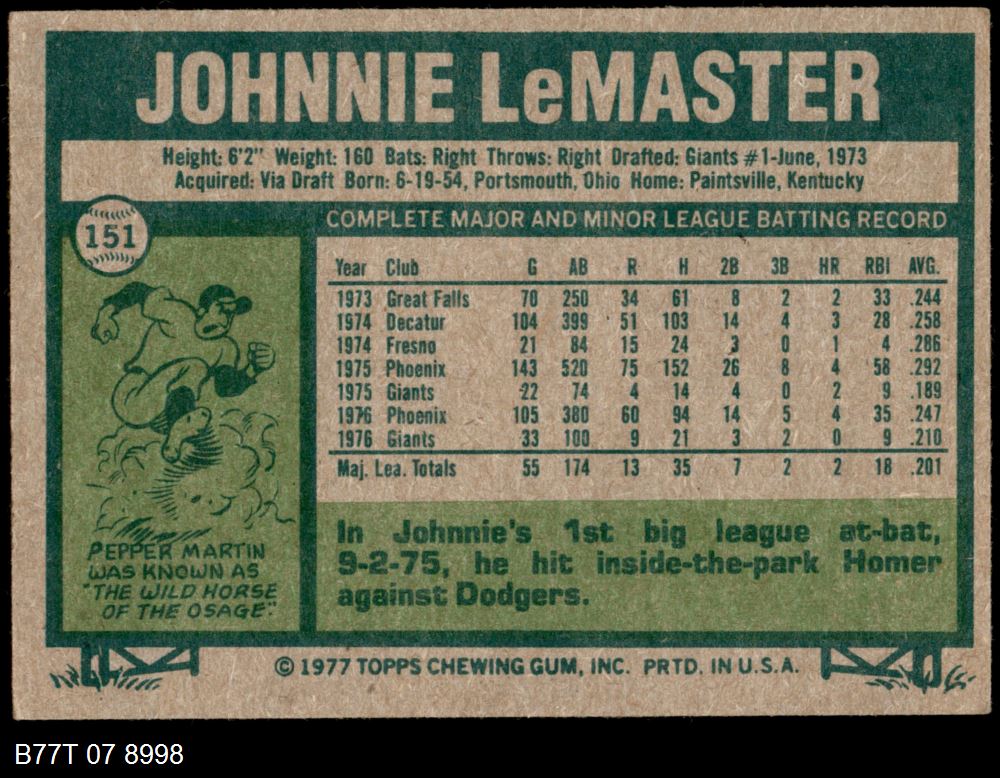 JOHNNIE LeMASTER
Height: 6'2" Weight: 160 Bats: Right Throws: Right Drafted: Giants #1-June, 1973
Acquired: Via Draft Born: 6-19-54, Portsmouth, Ohio Home: Paintsville, Kentucky
151
COMPLETE MAJOR AND MINOR LEAGUE BATTING RECORD
Year Club G AB R H 2B 3B HR RBI AVG.
1973 Great Falls 70 250 34 61 8 2 2 33 .244
1974 Decatur 104 399 51 103 14 4 3 28 .258
1974 Fresno 21 84 15 24 3 0 1 4 .286
1975 Phoenix 143 520 75 152 26 8 4 58 .292
1975 Giants 22 74 4 14 4 0 2 9 .189
1976 Phoenix 105 380 60 94 14 5 4 35 .247
1976 Giants 33 100 9 21 3 2 0 9 .210
Maj. Lea. Totals 55 174 13 35 7 2 2 18 .201
PEPPER MARTIN
WAS KNOWN AS
"THE WILD HORSE
OF THE OSAGE."
In Johnnie's 1st big league at-bat,
9-2-75, he hit inside-the-park Homer
against Dodgers.
© 1977 TOPPS CHEWING GUM, INC. PRTD. IN U.S.A.
B77T 07 8998